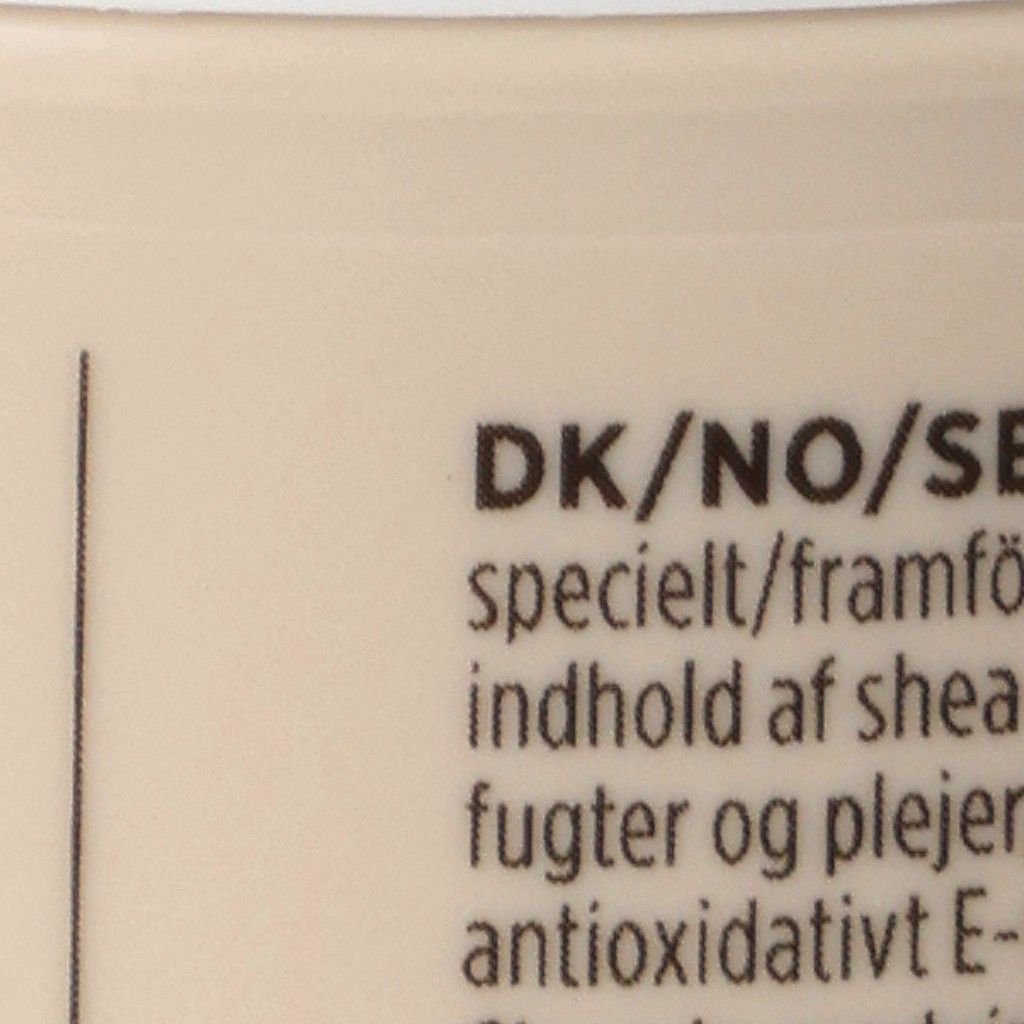 DK/NO/SE
specielt/framfö
indhold af shea
fugter og plejer
antioxidativt E-